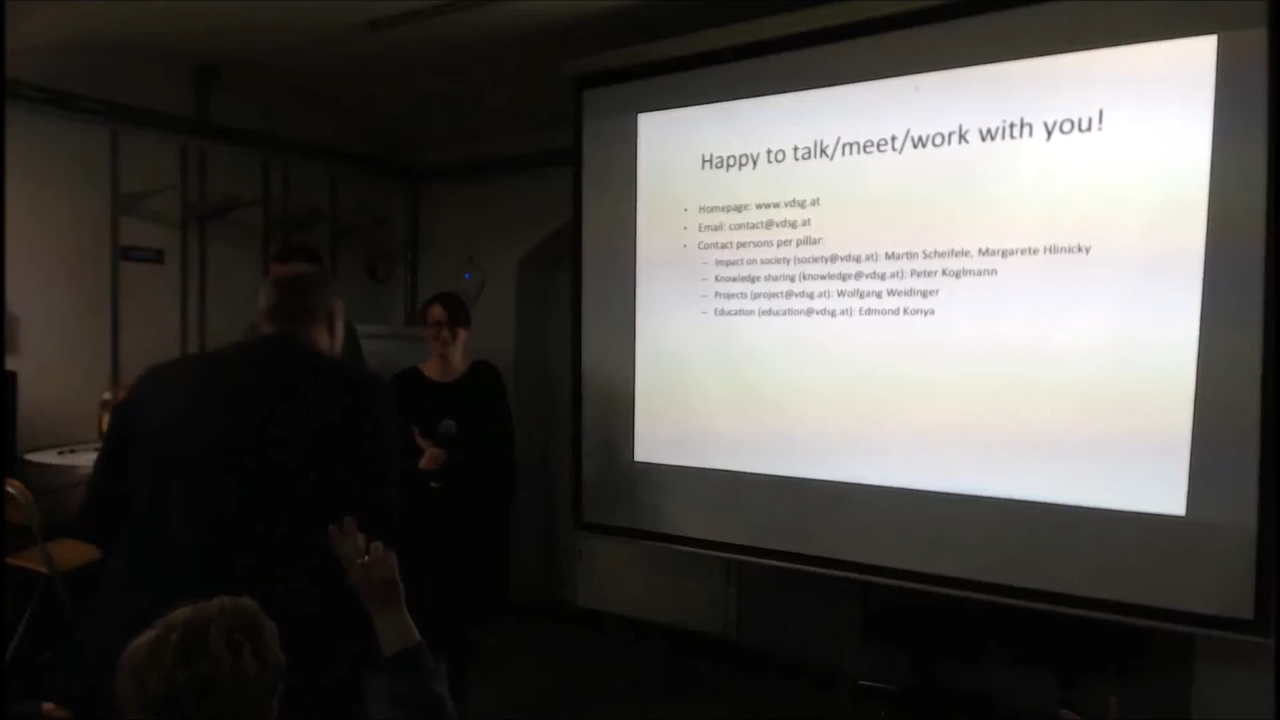 Happy to talk/meet/work with you!
• Homepage: www.vdsg.at
• Email: contact@vdsg.at
• Contact persons per pillar:
– Impact on society (society@vdsg.at): Martin Scheifele, Margarete Hlinicky
– Knowledge sharing (knowledge@vdsg.at): Peter Koglmann
– Projects (project@vdsg.at): Wolfgang Weidinger
– Education (education@vdsg.at): Edmond Konya